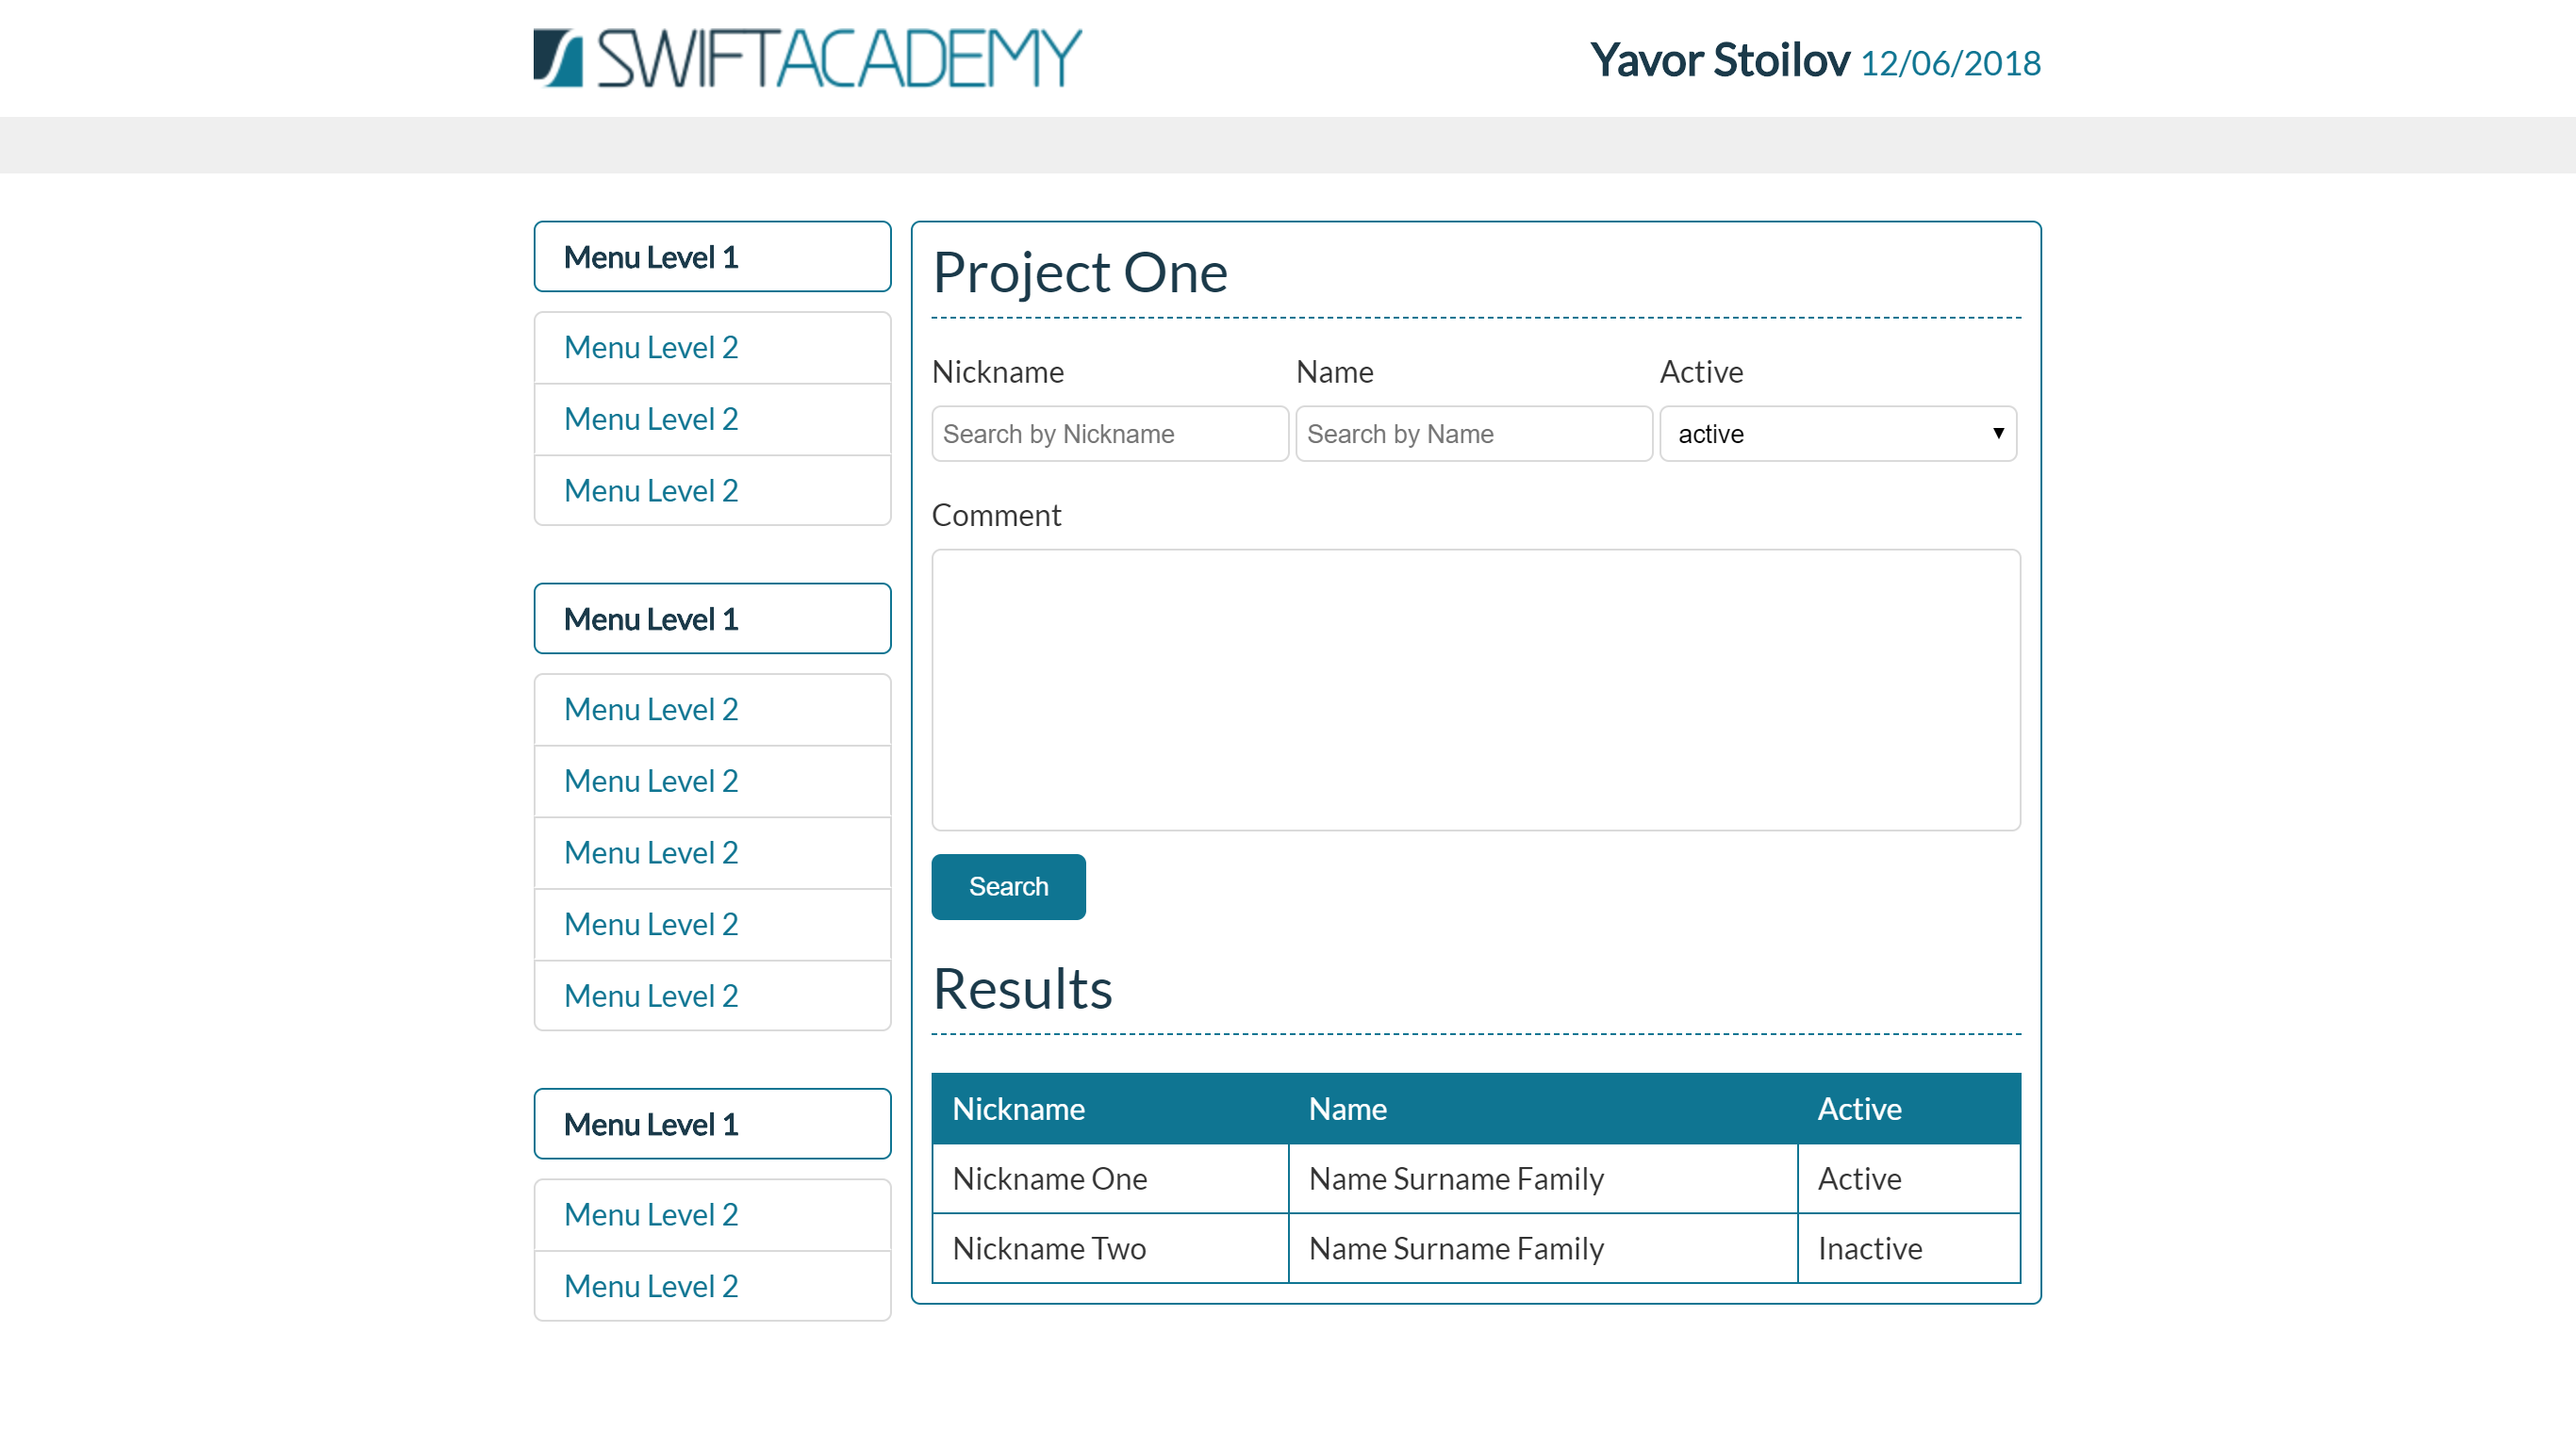 SWIFTACADEMY
Yavor Stoilov 12/06/2018
Menu Level 1
Menu Level 2
Menu Level 2
Menu Level 2
Menu Level 1
Menu Level 2
Menu Level 2
Menu Level 2
Menu Level 2
Menu Level 2
Menu Level 1
Menu Level 2
Menu Level 2
Project One
Nickname Name Active
Search by Nickname Search by Name active
Comment
Search
Results
Nickname Name Active
Nickname One Name Surname Family Active
Nickname Two Name Surname Family Inactive